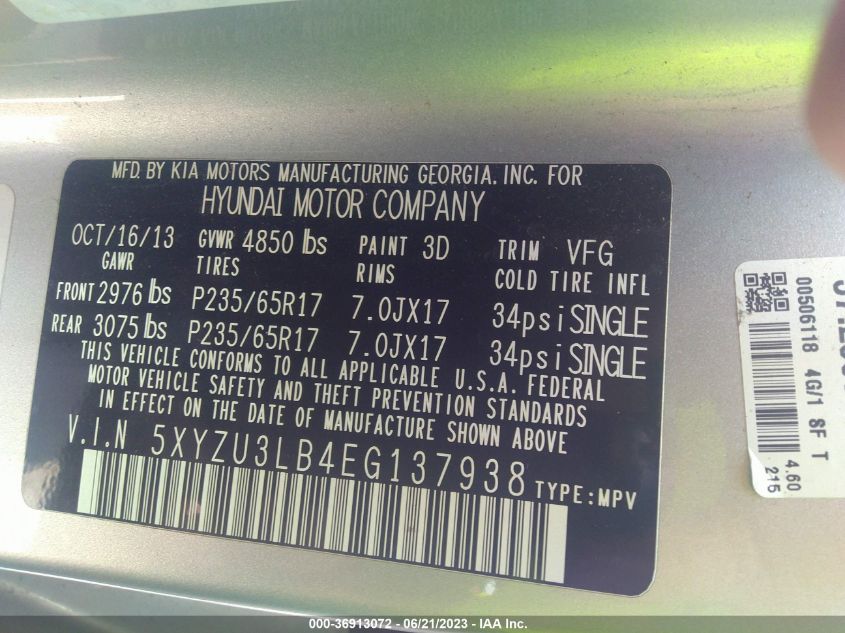 MFD. BY KIA MOTORS MANUFACTURING GEORGIA. INC. FOR
HYUNDAI MOTOR COMPANY
OCT/16/13 GVWR 4850 lbs PAINT 3D TRIM VFG
GAWR TIRES RIMS COLD TIRE INFL
FRONT 2976 lbs P235/65R17 7.0JX17 34psi SINGLE
REAR 3075 lbs P235/65R17 7.0JX17 34psi SINGLE
THIS VEHICLE CONFORMS TO ALL APPLICABLE U.S.A. FEDERAL
MOTOR VEHICLE SAFETY AND THEFT PREVENTION STANDARDS
IN EFFECT ON THE DATE OF MANUFACTURE SHOWN ABOVE
V.I.N 5XYZU3LB4EG137938 TYPE:MPV
00506118 4G/1 SF T
4.60
215
000-36913072 - 06/21/2023 - IAA Inc.